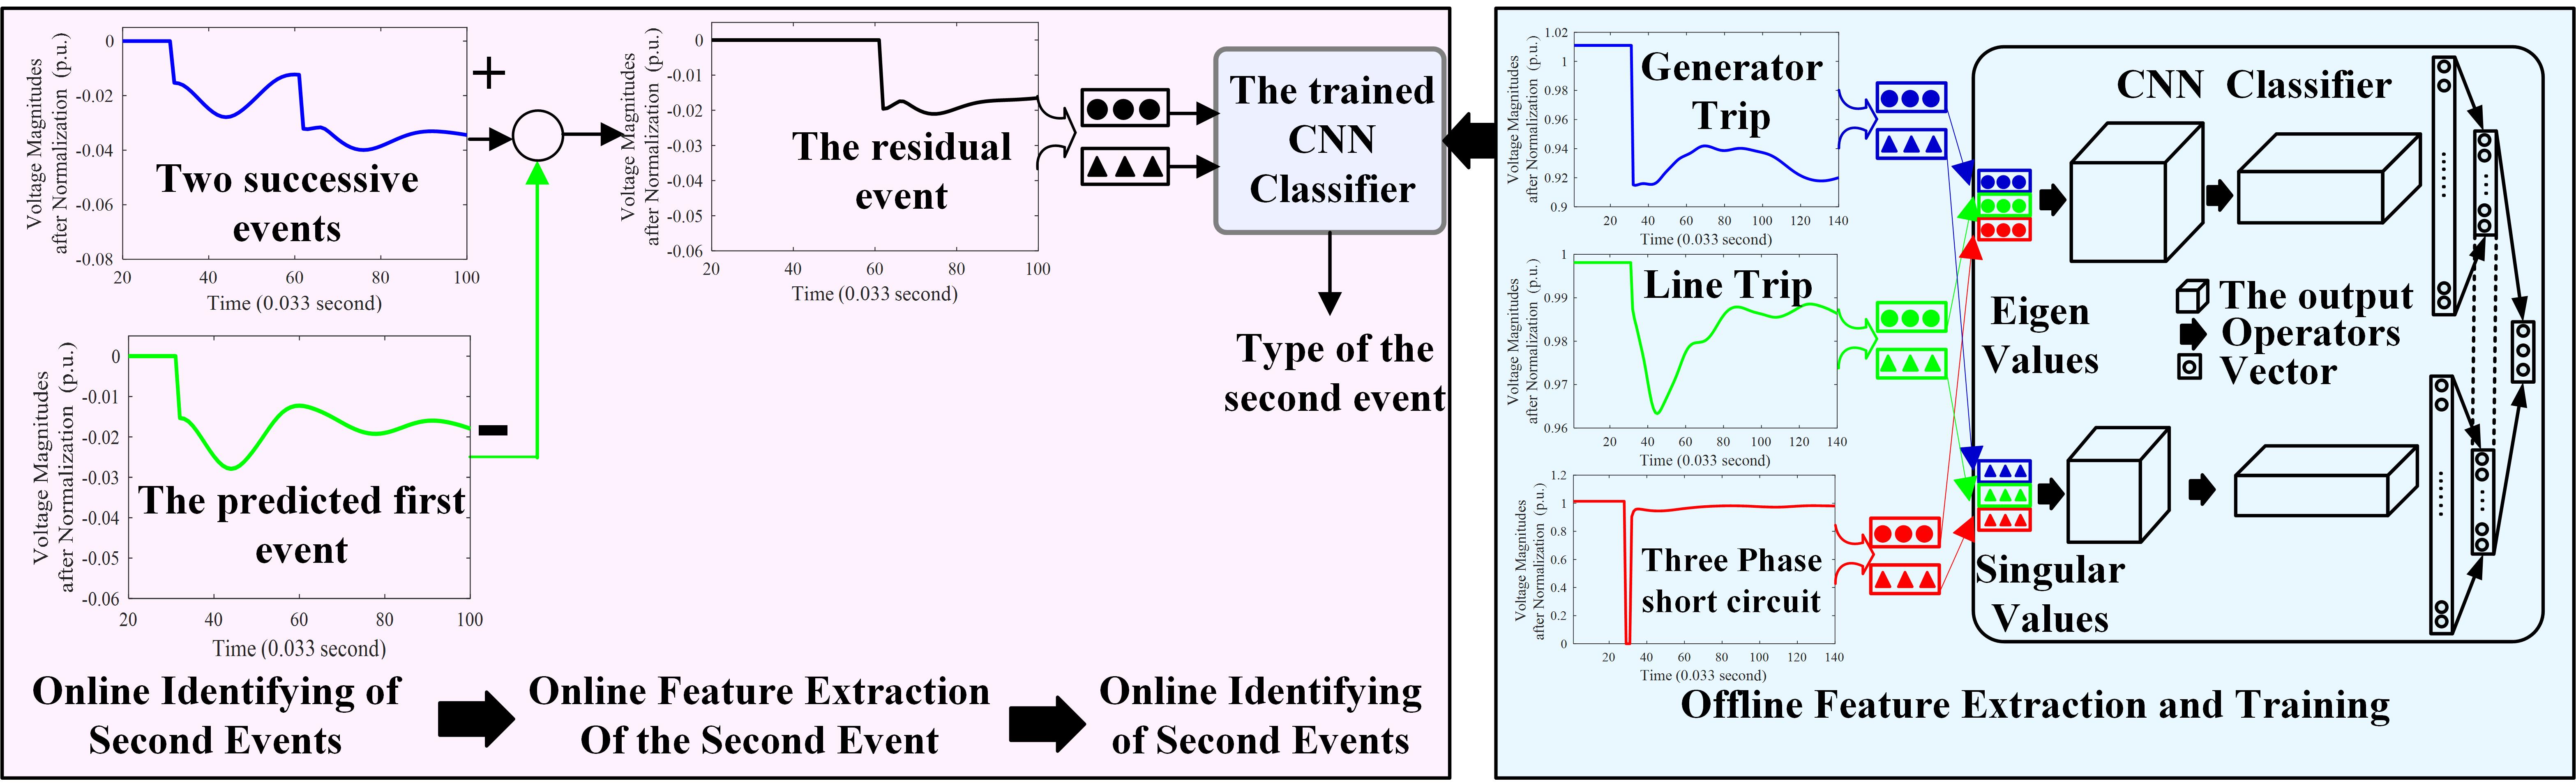 0
-0.02
-0.04
-0.06
-0.08
20
40
60
80
100
Voltage Magnitudes
after Normalization (p.u.)
Time (0.033 second)
Two successive
events
+
0
-0.01
-0.02
-0.03
-0.04
-0.05
-0.06
20
40
60
80
100
Voltage Magnitudes
after Normalization (p.u.)
Time (0.033 second)
The predicted first
event
-
0
-0.01
-0.02
-0.03
-0.04
-0.05
-0.06
20
40
60
80
100
Voltage Magnitudes
after Normalization (p.u.)
Time (0.033 second)
The residual
event
The trained
CNN
Classifier
Type of the
second event
Online Identifying of
Second Events
Online Feature Extraction
Of the Second Event
Online Identifying
of Second Events
1.02
1
0.98
0.96
0.94
0.92
0.9
20
40
60
80
100
120
140
Voltage Magnitudes
after Normalization (p.u.)
Time (0.033 second)
Generator
Trip
1
0.99
0.98
0.97
0.96
20
40
60
80
100
120
140
Voltage Magnitudes
after Normalization (p.u.)
Time (0.033 second)
Line Trip
1.2
1
0.8
0.6
0.4
0.2
0
20
40
60
80
100
120
140
Voltage Magnitudes
after Normalization (p.u.)
Time (0.033 second)
Three Phase
short circuit
CNN Classifier
Eigen
Values
The output
Operators
Vector
Singular
Values
Offline Feature Extraction and Training